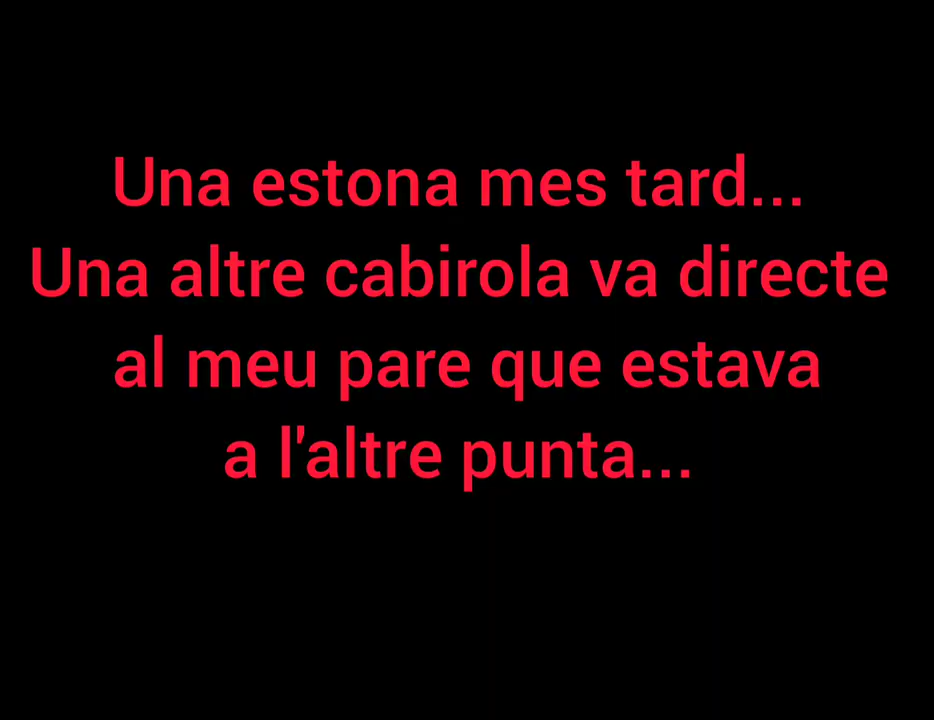 Una estona mes tard...
Una altre cabirola va directe
al meu pare que estava
a l'altre punta...